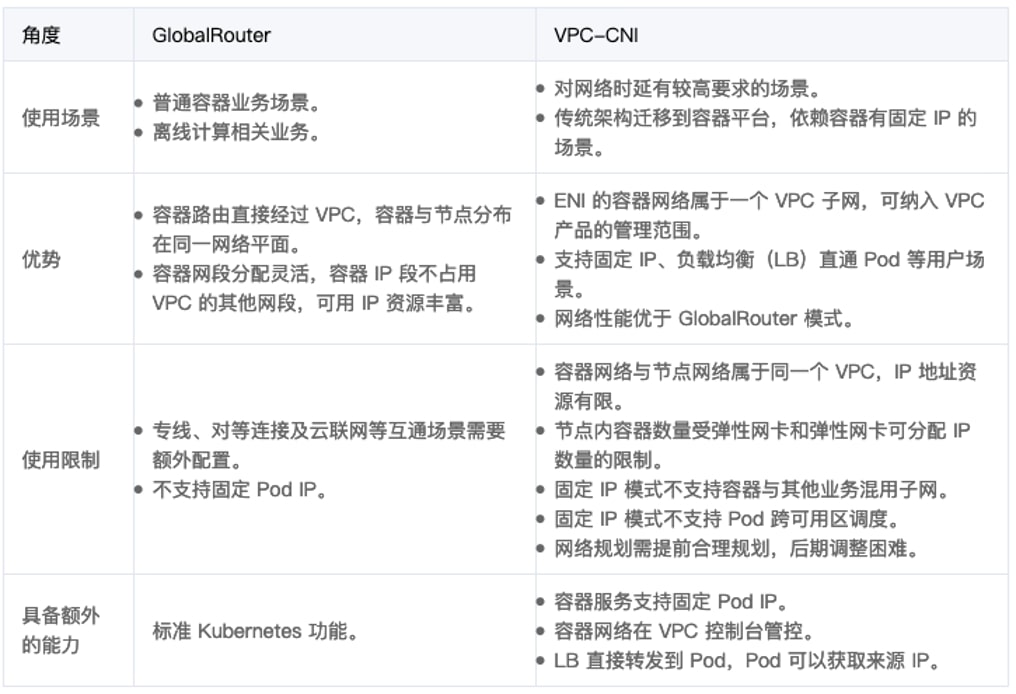 角度
GlobalRouter
VPC-CNI
使用场景
普通容器业务场景。
离线计算相关业务。
对网络时延有较高要求的场景。
传统架构迁移到容器平台，依赖容器有固定 IP 的
场景。
优势
容器路由直接经过 VPC，容器与节点分布
在同一网络平面。
容器网段分配灵活，容器 IP 段不占用
VPC 的其他网段，可用 IP 资源丰富。
ENI 的容器网络属于一个 VPC 子网，可纳入 VPC
产品的管理范围。
支持固定 IP、负载均衡（LB）直通 Pod 等用户场
景。
网络性能优于 GlobalRouter 模式。
使用限制
专线、对等连接及云联网等互通场景需要
额外配置。
不支持固定 Pod IP。
容器网络与节点网络属于同一个 VPC，IP 地址资
源有限。
节点内容器数量受弹性网卡和弹性网卡可分配 IP
数量的限制。
固定 IP 模式不支持容器与其他业务混用子网。
固定 IP 模式不支持 Pod 跨可用区调度。
网络规划需提前合理规划，后期调整困难。
具备额外
的能力
标准 Kubernetes 功能。
容器服务支持固定 Pod IP。
容器网络在 VPC 控制台管控。
LB 直接转发到 Pod，Pod 可以获取来源 IP。